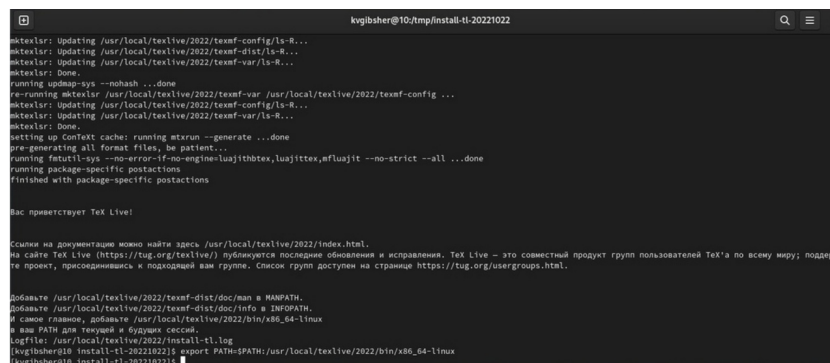 kvgibsher@10:/tmp/install-tl-20221022
mktexlsr: Updating /usr/local/texlive/2022/texmf-config/ls-R...
mktexlsr: Updating /usr/local/texlive/2022/texmf-dist/ls-R...
mktexlsr: Updating /usr/local/texlive/2022/texmf-var/ls-R...
mktexlsr: Done.
running updmap-sys --nohash ...done
re-running mktexlsr /usr/local/texlive/2022/texmf-var /usr/local/texlive/2022/texmf-config ...
mktexlsr: Updating /usr/local/texlive/2022/texmf-config/ls-R...
mktexlsr: Updating /usr/local/texlive/2022/texmf-var/ls-R...
mktexlsr: Done.
setting up ConTeXt cache: running mtxrun --generate ...done
pre-generating all format files, be patient...
running fmtutil-sys --no-error-if-no-engine=luajithbtex,luajittex,mfluajit --no-strict --all ...done
running package-specific postactions
finished with package-specific postactions
Вас приветствует TeX Live!
Ссылки на документацию можно найти здесь /usr/local/texlive/2022/index.html.
На сайте TeX Live (https://tug.org/texlive/) публикуются последние обновления и исправления. TeX Live — это совместный продукт групп пользователей TeX'а по всему миру; подде
те проект, присоединившись к подходящей вам группе. Список групп доступен на странице https://tug.org/usergroups.html.
Добавьте /usr/local/texlive/2022/texmf-dist/doc/man в MANPATH.
Добавьте /usr/local/texlive/2022/texmf-dist/doc/info в INFOPATH.
И самое главное, добавьте /usr/local/texlive/2022/bin/x86_64-linux
в ваш PATH для текущей и будущих сессий.
Logfile: /usr/local/texlive/2022/install-tl.log
[kvgibsher@10 install-tl-20221022]$ export PATH=$PATH:/usr/local/texlive/2022/bin/x86_64-linux
[kvgibsher@10 install-tl-20221022]$